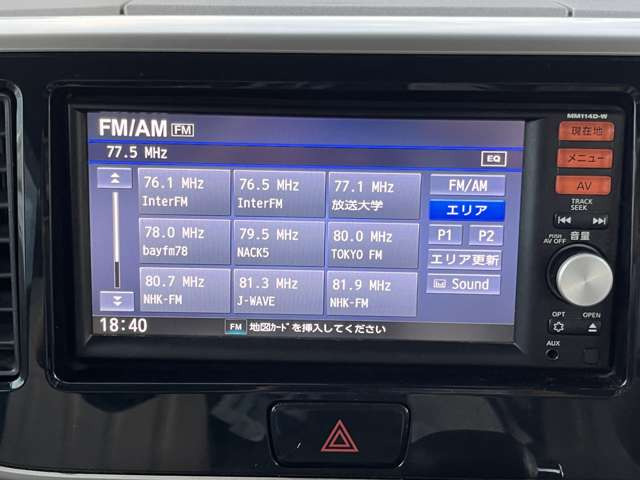 MM114D-W
FM/AM FM
77.5 MHz EQ
76.1 MHz
InterFM
76.5 MHz
InterFM
77.1 MHz
放送大学
78.0 MHz
bayfm78
79.5 MHz
NACK5
80.0 MHz
TOKYO FM
80.7 MHz
NHK-FM
81.3 MHz
J-WAVE
81.9 MHz
NHK-FM
FM/AM
エリア
P1 P2
エリア更新
Sound
18:40
FM 地図ｶｰﾄﾞを挿入してください
現在地
メニュー
AV
TRACK
SEEK
PUSH
AV OFF
音量
OPT OPEN
AUX